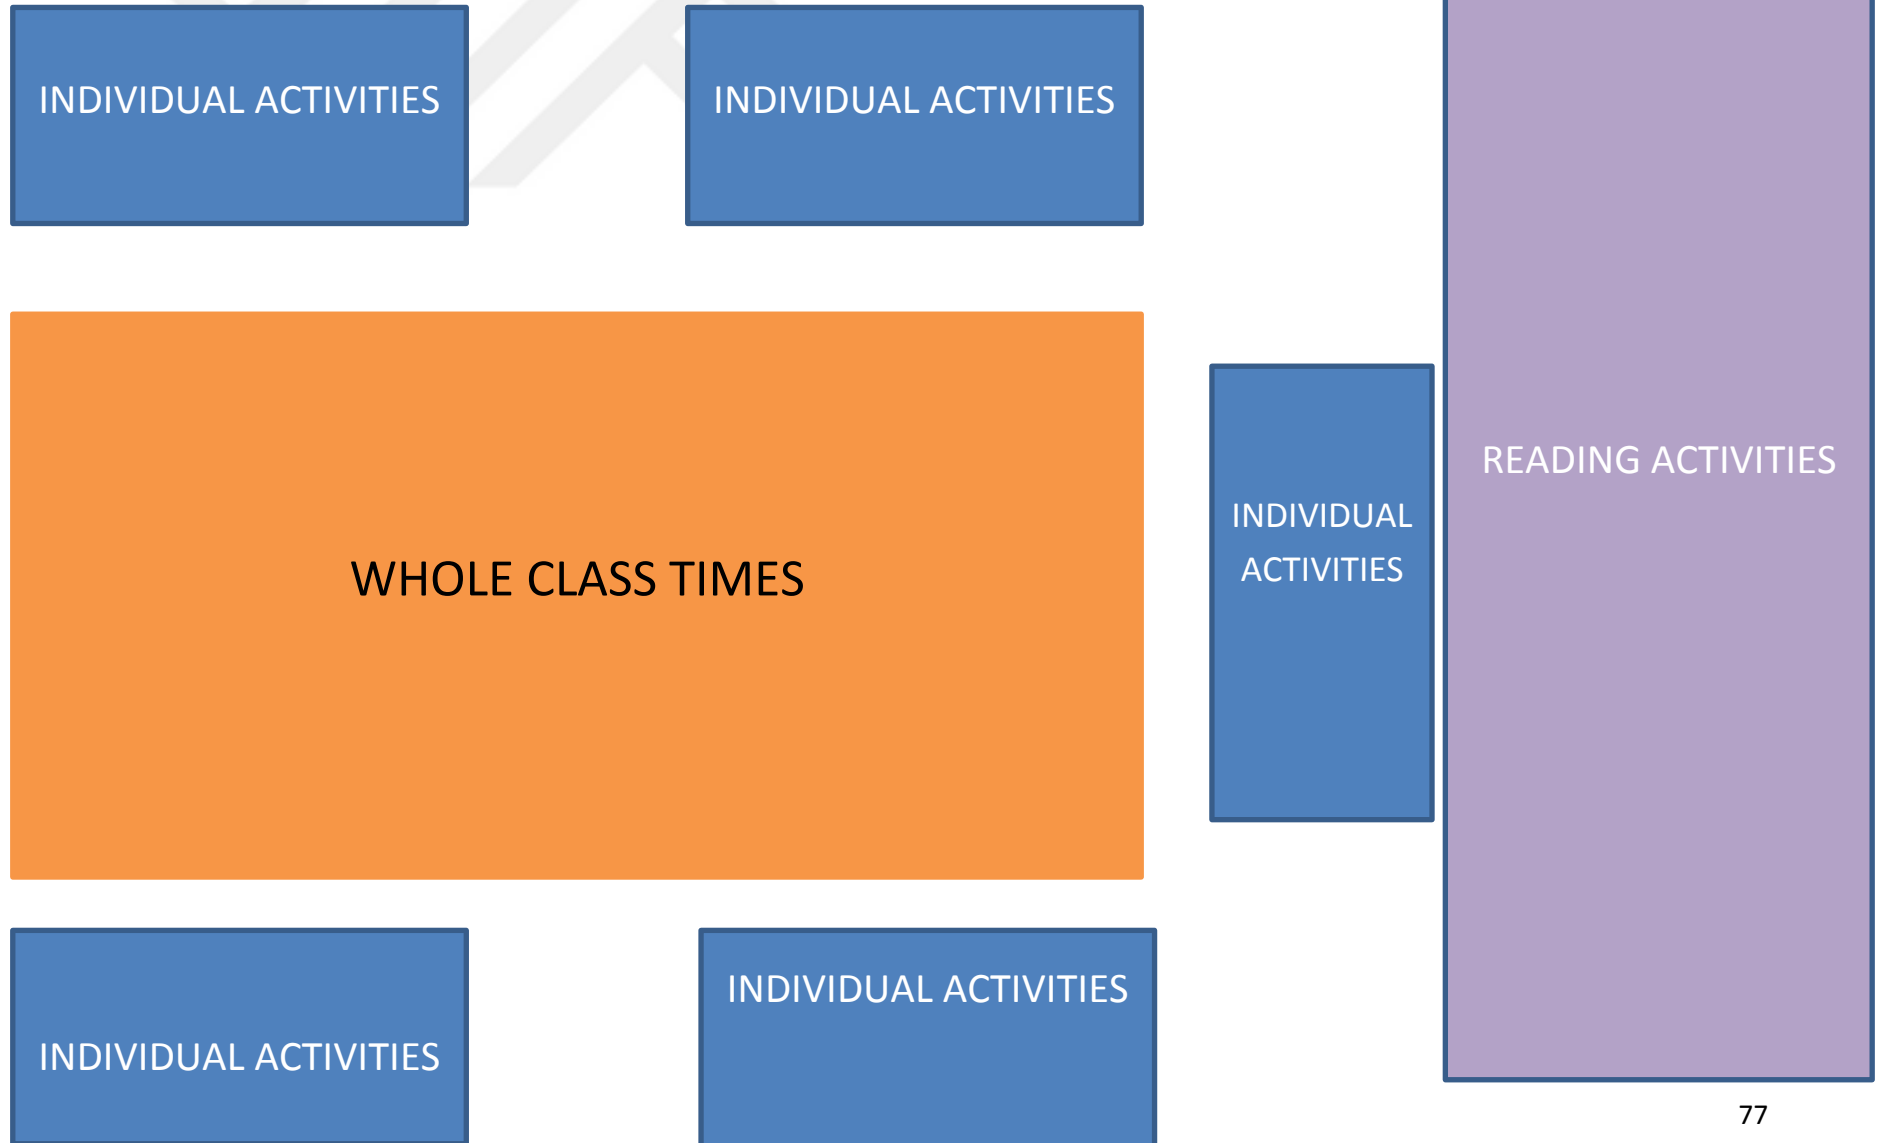 INDIVIDUAL ACTIVITIES
INDIVIDUAL ACTIVITIES
READING ACTIVITIES
WHOLE CLASS TIMES
INDIVIDUAL
ACTIVITIES
INDIVIDUAL ACTIVITIES
INDIVIDUAL ACTIVITIES
77